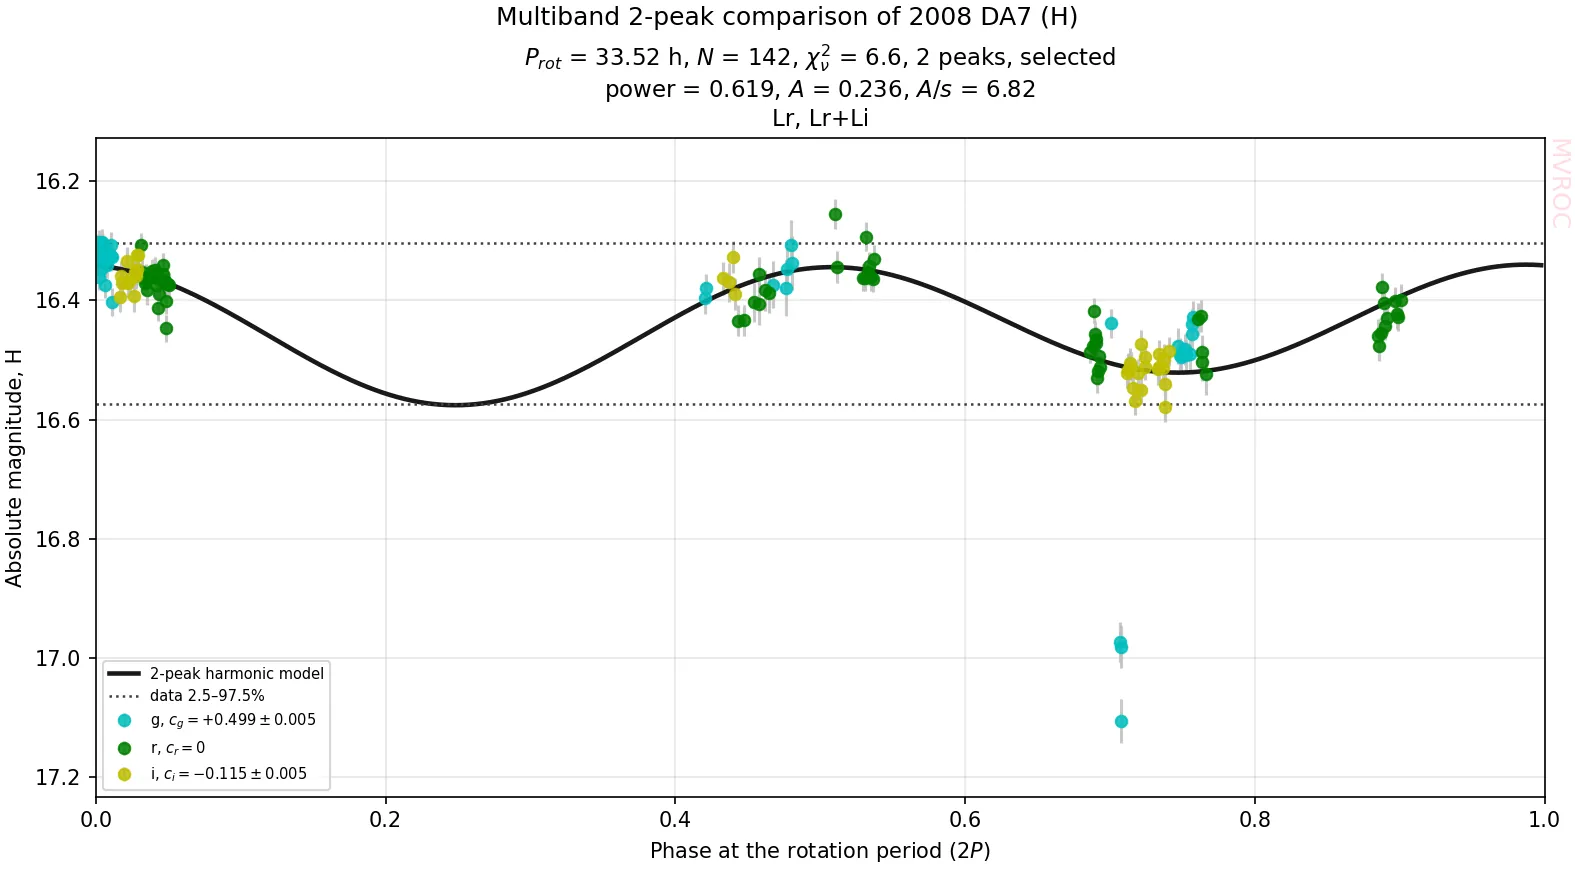 Multiband 2-peak comparison of 2008 DA7 (H)
P_rot = 33.52 h, N = 142, χ²_ν = 6.6, 2 peaks, selected
power = 0.619, A = 0.236, A/s = 6.82
Lr, Lr+Li
MVROC
Absolute magnitude, H
16.2
16.4
16.6
16.8
17.0
17.2
2-peak harmonic model
data 2.5–97.5%
g, c_g = +0.499 ± 0.005
r, c_r = 0
i, c_i = −0.115 ± 0.005
0.0 0.2 0.4 0.6 0.8 1.0
Phase at the rotation period (2P)